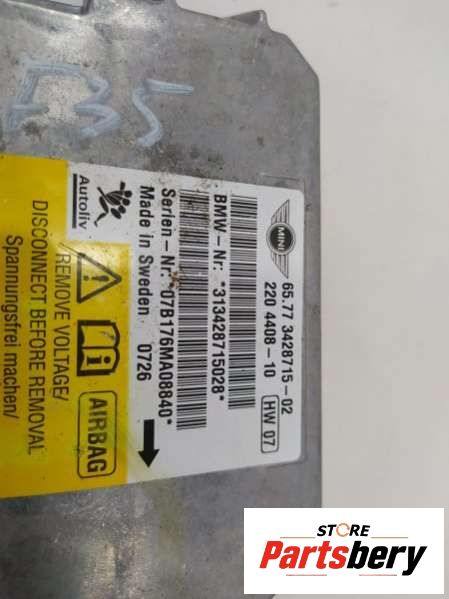 E35
MINI
65.77 3428715-02
220 4408-10
HW 07
BMW-Nr: *313428715028*
Serien-Nr: *07B176MA08840*
Made in Sweden 0726
Autoliv
AIRBAG
REMOVE VOLTAGE/
DISCONNECT BEFORE REMOVAL
Spannungsfrei machen/
STORE
Partsbery